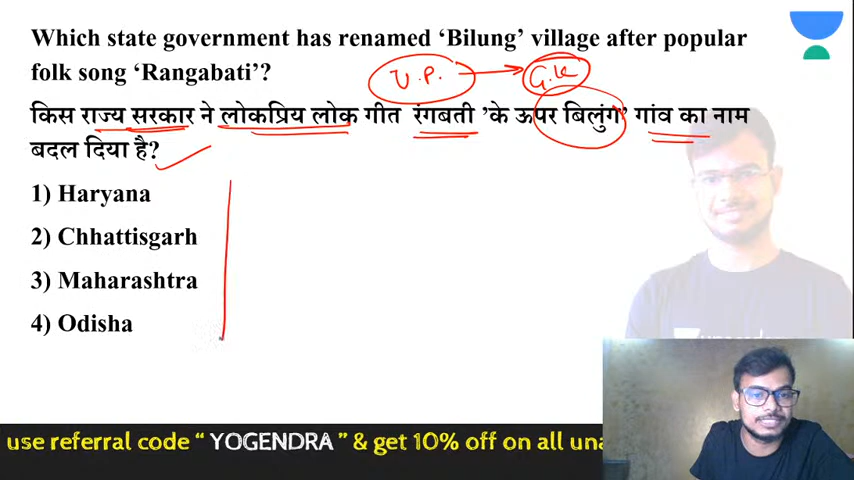 Which state government has renamed ‘Bilung’ village after popular
folk song ‘Rangabati’?
U.P. → G.K
किस राज्य सरकार ने लोकप्रिय लोक गीत रंगबती ’के ऊपर बिलुंग’ गांव का नाम
बदल दिया है?
1) Haryana
2) Chhattisgarh
3) Maharashtra
4) Odisha
use referral code “ YOGENDRA ” & get 10% off on all una